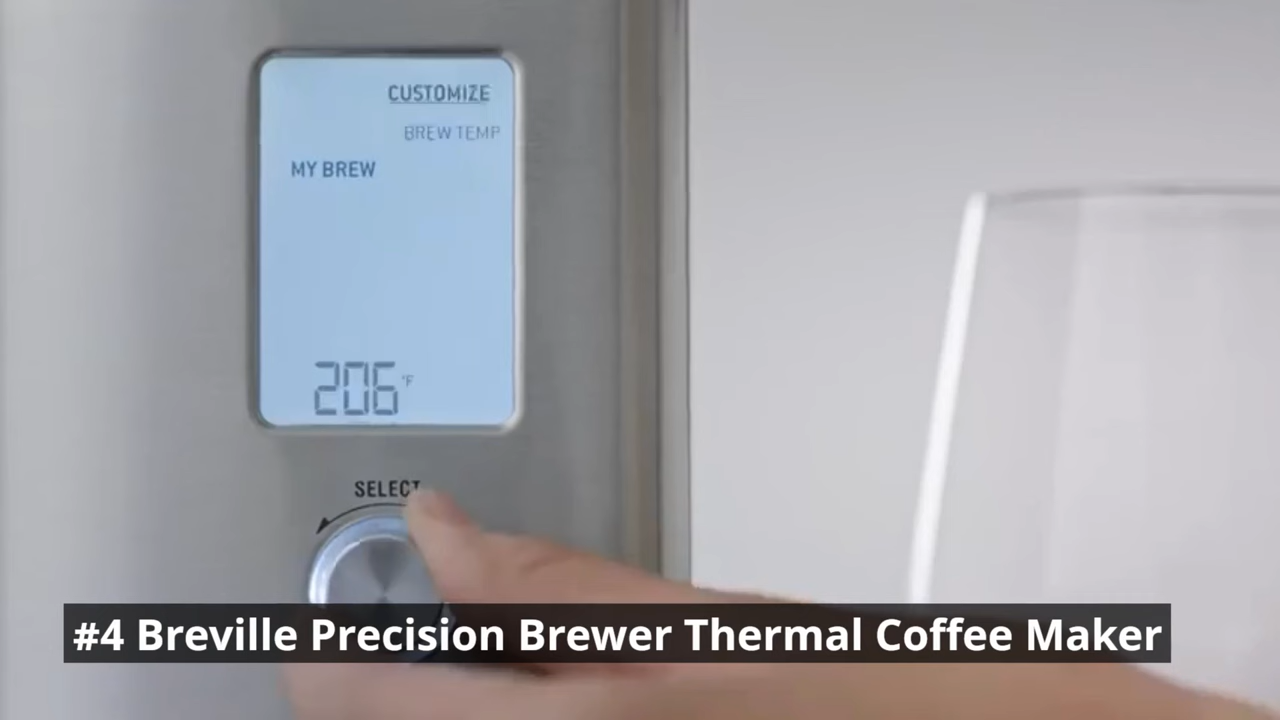 CUSTOMIZE
BREW TEMP
MY BREW
206°F
SELECT
#4 Breville Precision Brewer Thermal Coffee Maker